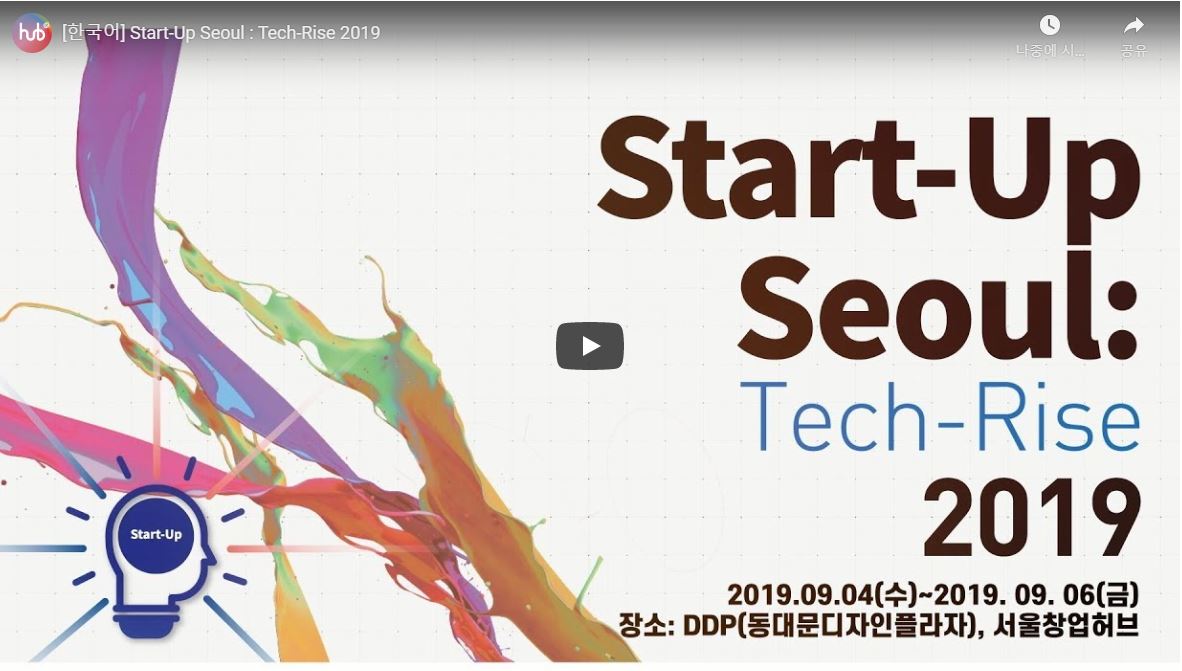 hub
[한국어] Start-Up Seoul : Tech-Rise 2019
나중에 시...
공유
Start-Up
Seoul:
Tech-Rise
2019
Start-Up
2019.09.04(수)~2019. 09. 06(금)
장소: DDP(동대문디자인플라자), 서울창업허브